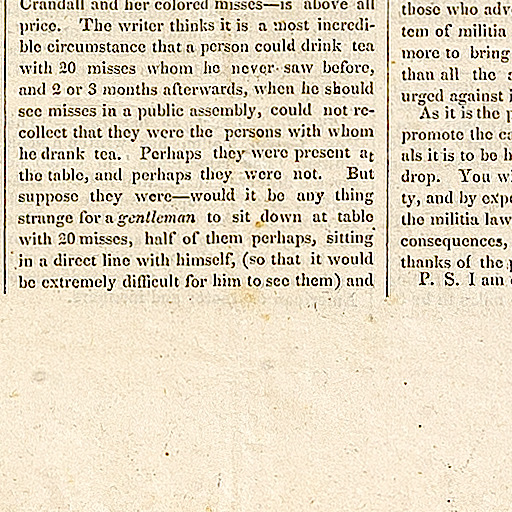 Crandall and her colored misses—is above all
price. The writer thinks it is a most incredi-
ble circumstance that a person could drink tea
with 20 misses whom he never saw before,
and 2 or 3 months afterwards, when he should
see misses in a public assembly, could not re-
collect that they were the persons with whom
he drank tea. Perhaps they were present at
the table, and perhaps they were not. But
suppose they were—would it be any thing
strange for a gentleman to sit down at table
with 20 misses, half of them perhaps, sitting
in a direct line with himself, (so that it would
be extremely difficult for him to see them) and
those who adv
tem of militia
more to bring
than all the
urged against
As it is the p
promote the ca
als it is to be h
drop. You wi
ty, and by expe
the militia law
consequences,
thanks of the p
P. S. I am